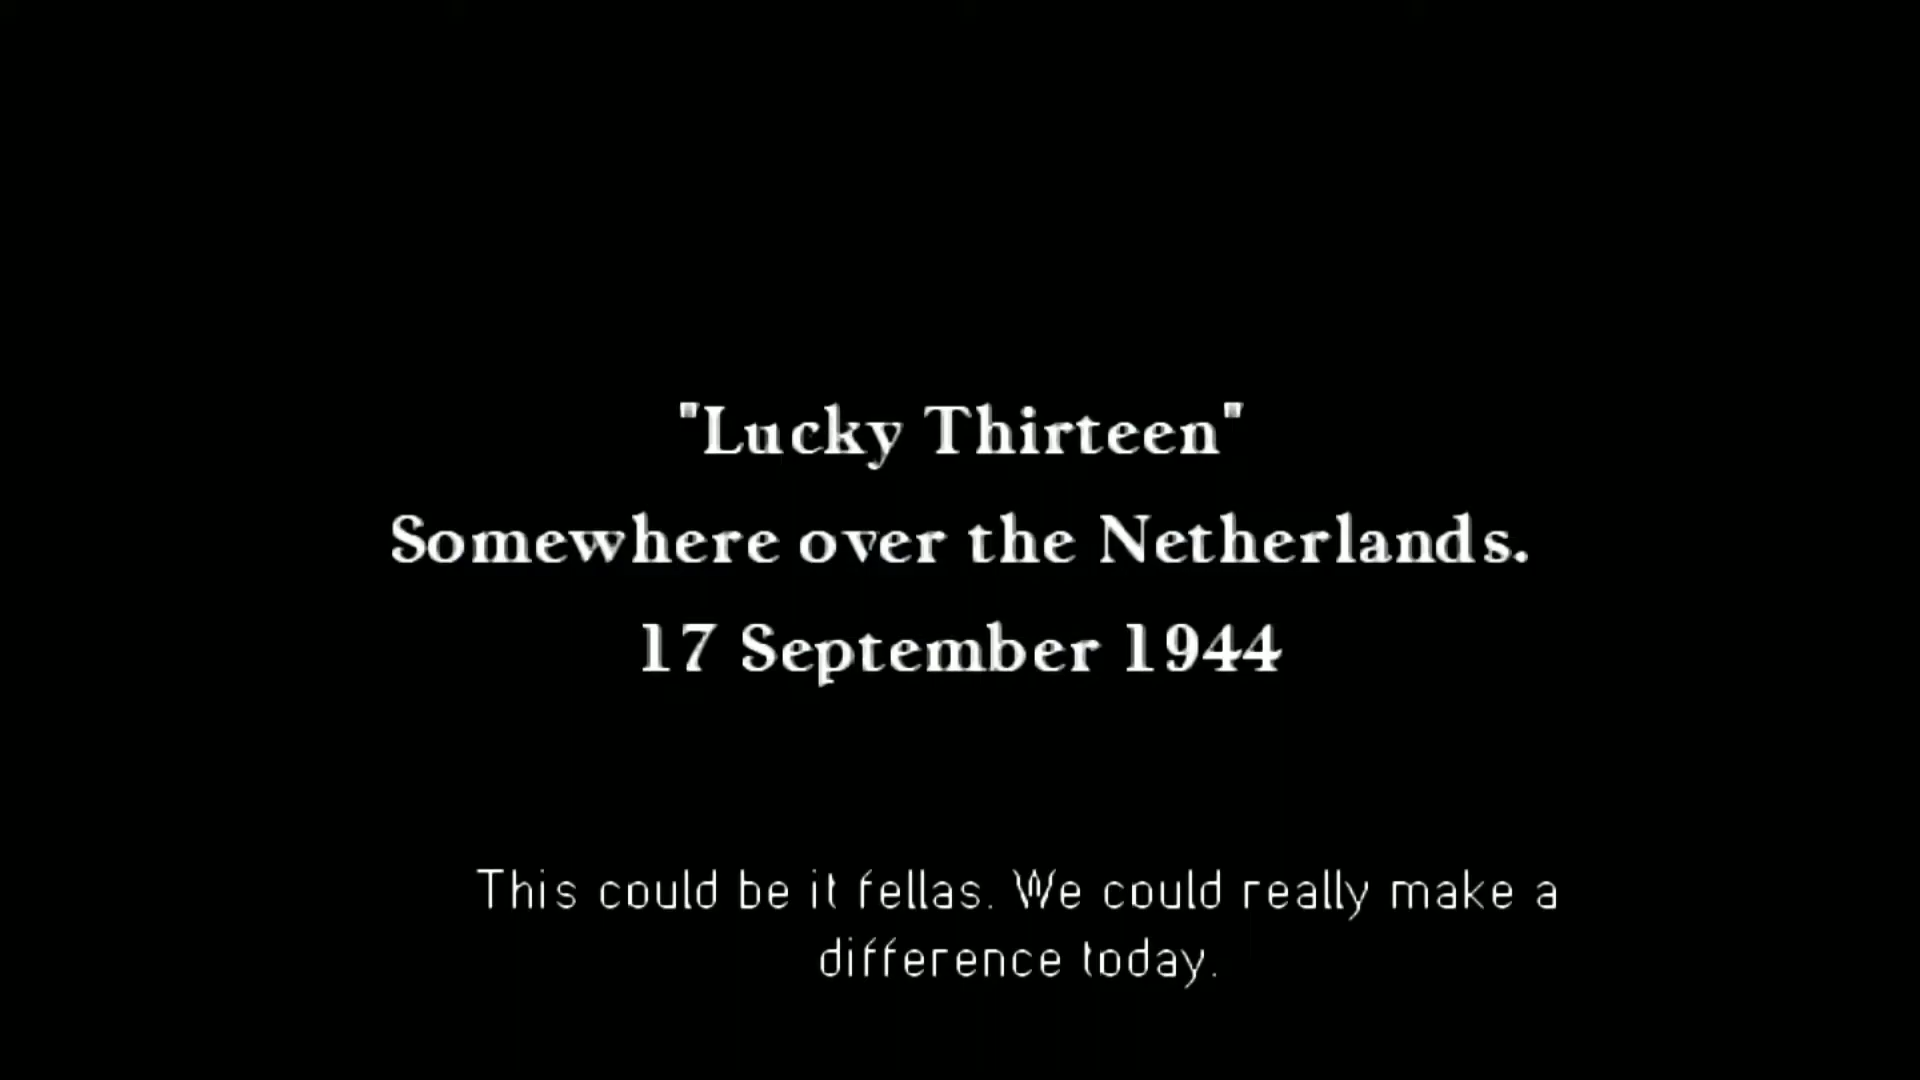 "Lucky Thirteen"
Somewhere over the Netherlands.
17 September 1944
This could be it fellas. We could really make a
difference today.